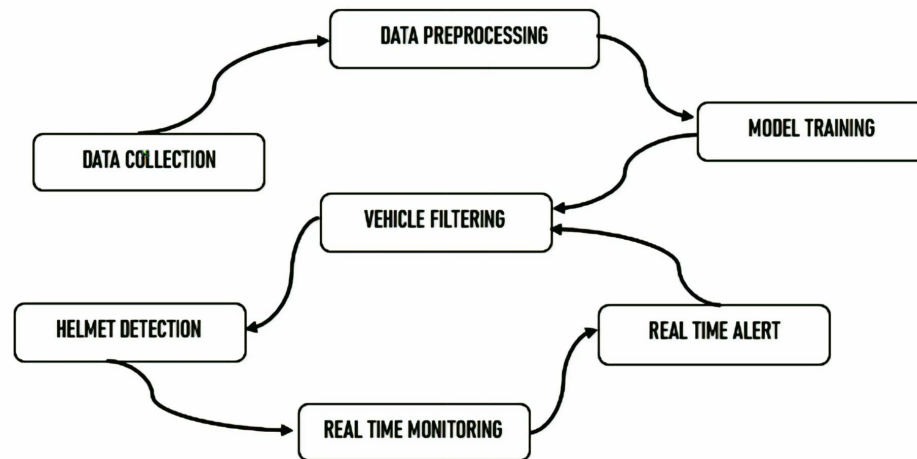 DATA PREPROCESSING
MODEL TRAINING
DATA COLLECTION
VEHICLE FILTERING
HELMET DETECTION
REAL TIME ALERT
REAL TIME MONITORING